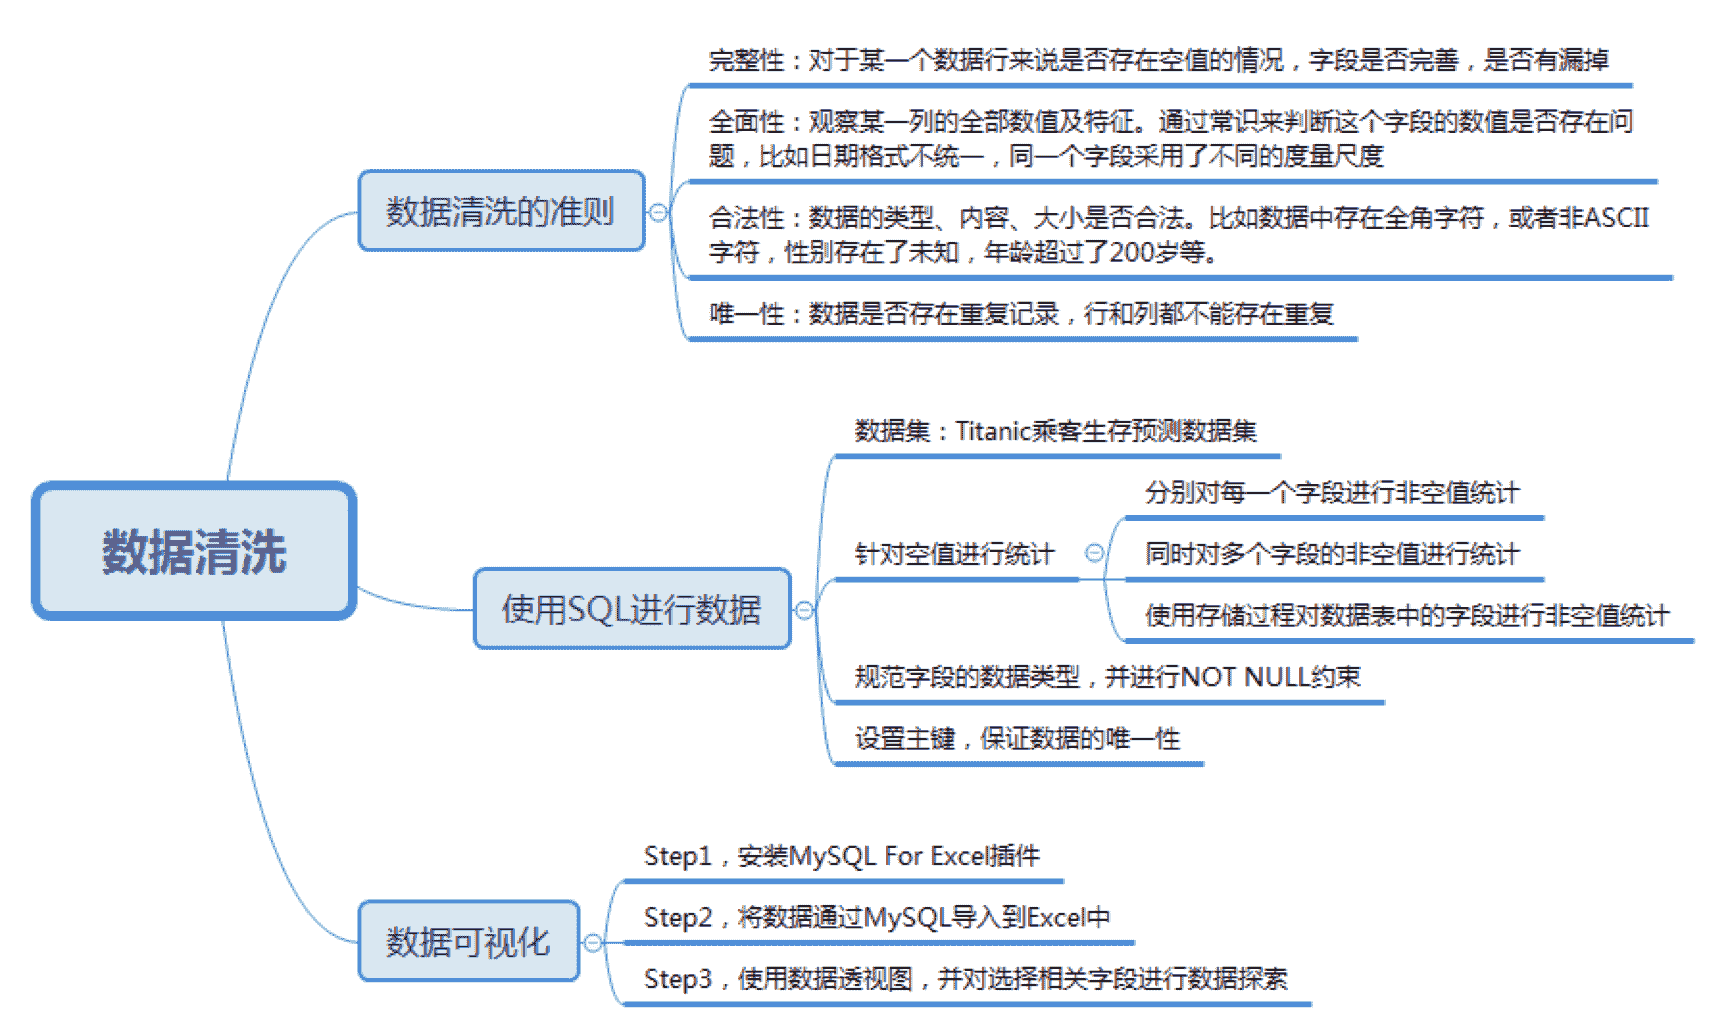 数据清洗
数据清洗的准则
完整性：对于某一个数据行来说是否存在空值的情况，字段是否完善，是否有漏掉
全面性：观察某一列的全部数值及特征。通过常识来判断这个字段的数值是否存在问
题，比如日期格式不统一，同一个字段采用了不同的度量尺度
合法性：数据的类型、内容、大小是否合法。比如数据中存在全角字符，或者非ASCII
字符，性别存在了未知，年龄超过了200岁等。
唯一性：数据是否存在重复记录，行和列都不能存在重复
使用SQL进行数据
数据集：Titanic乘客生存预测数据集
针对空值进行统计
分别对每一个字段进行非空值统计
同时对多个字段的非空值进行统计
使用存储过程对数据表中的字段进行非空值统计
规范字段的数据类型，并进行NOT NULL约束
设置主键，保证数据的唯一性
数据可视化
Step1，安装MySQL For Excel插件
Step2，将数据通过MySQL导入到Excel中
Step3，使用数据透视图，并对选择相关字段进行数据探索